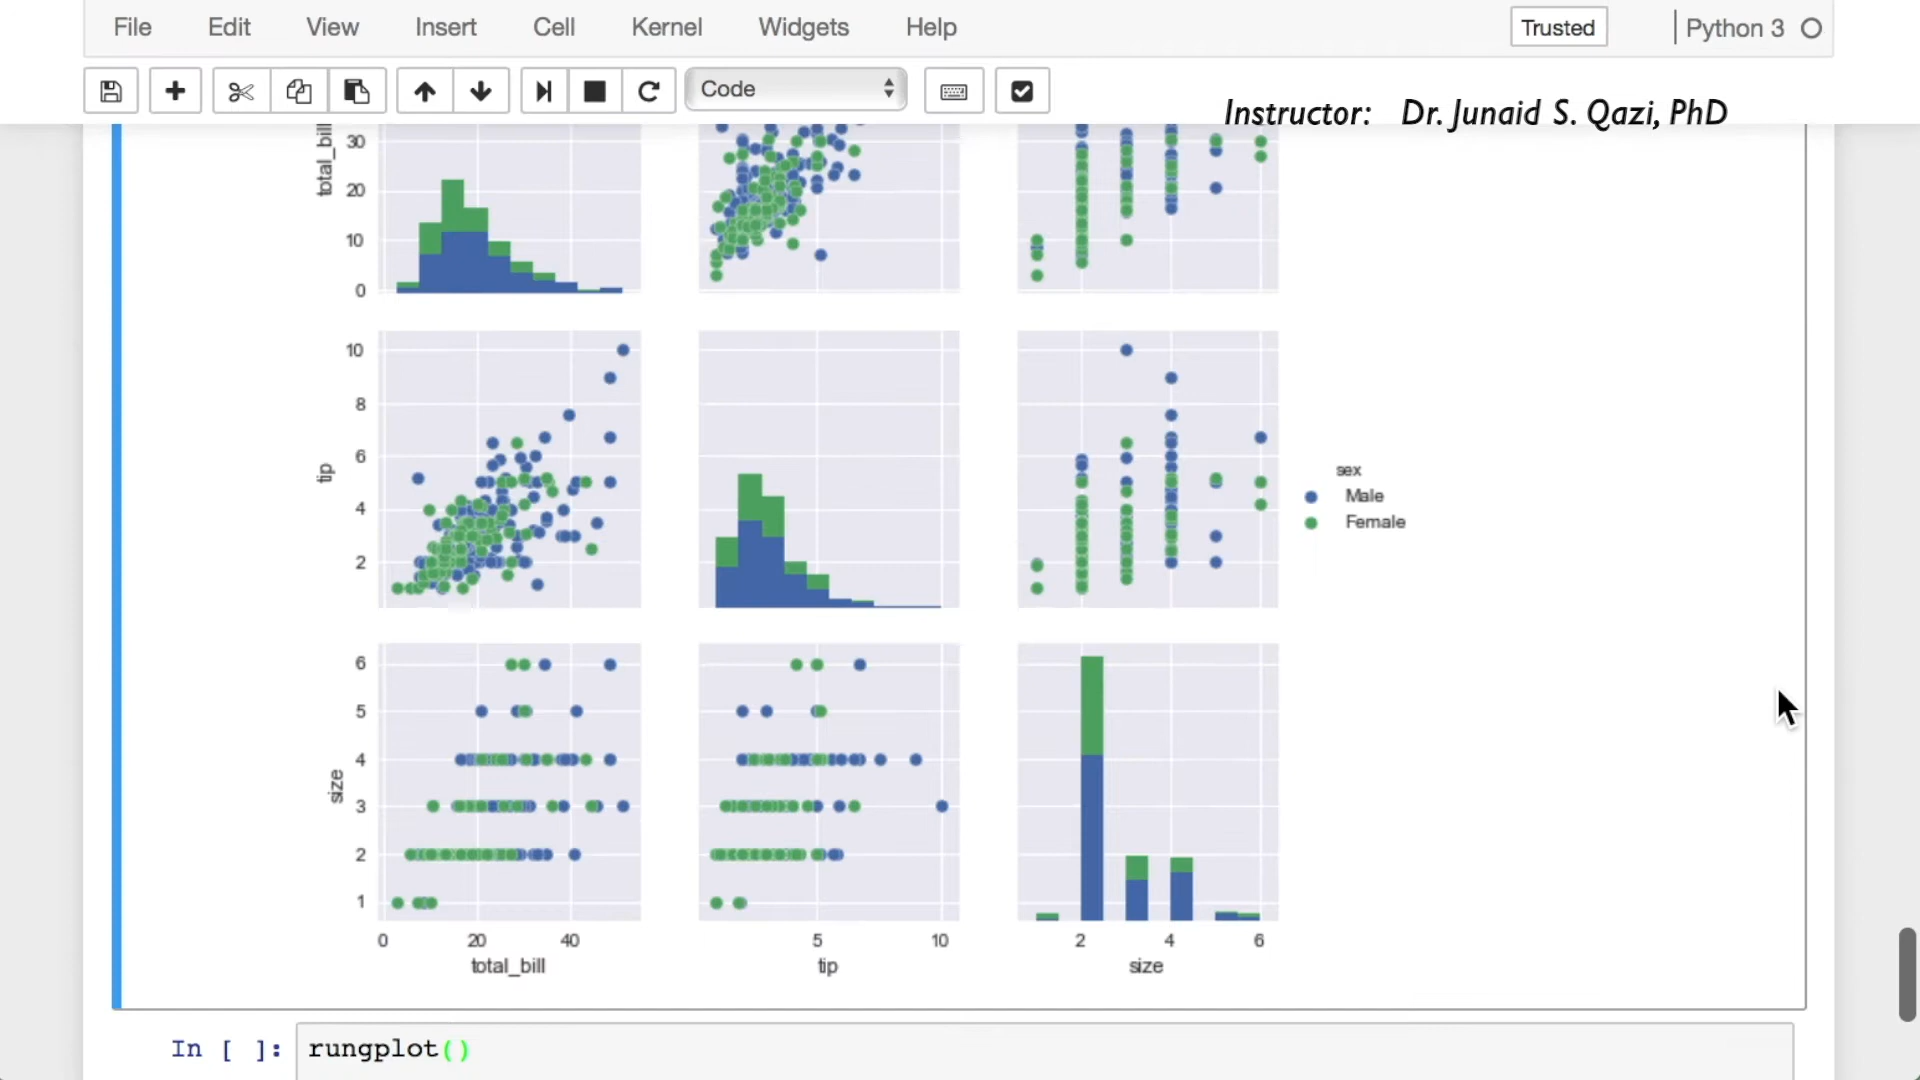 File Edit View Insert Cell Kernel Widgets Help Trusted Python 3
Code
Instructor: Dr. Junaid S. Qazi, PhD
total_bill
30
20
10
0
tip
10
8
6
4
2
sex
Male
Female
size
6
5
4
3
2
1
0 20 40 5 10 2 4 6
total_bill tip size
In [ ]: rungplot()